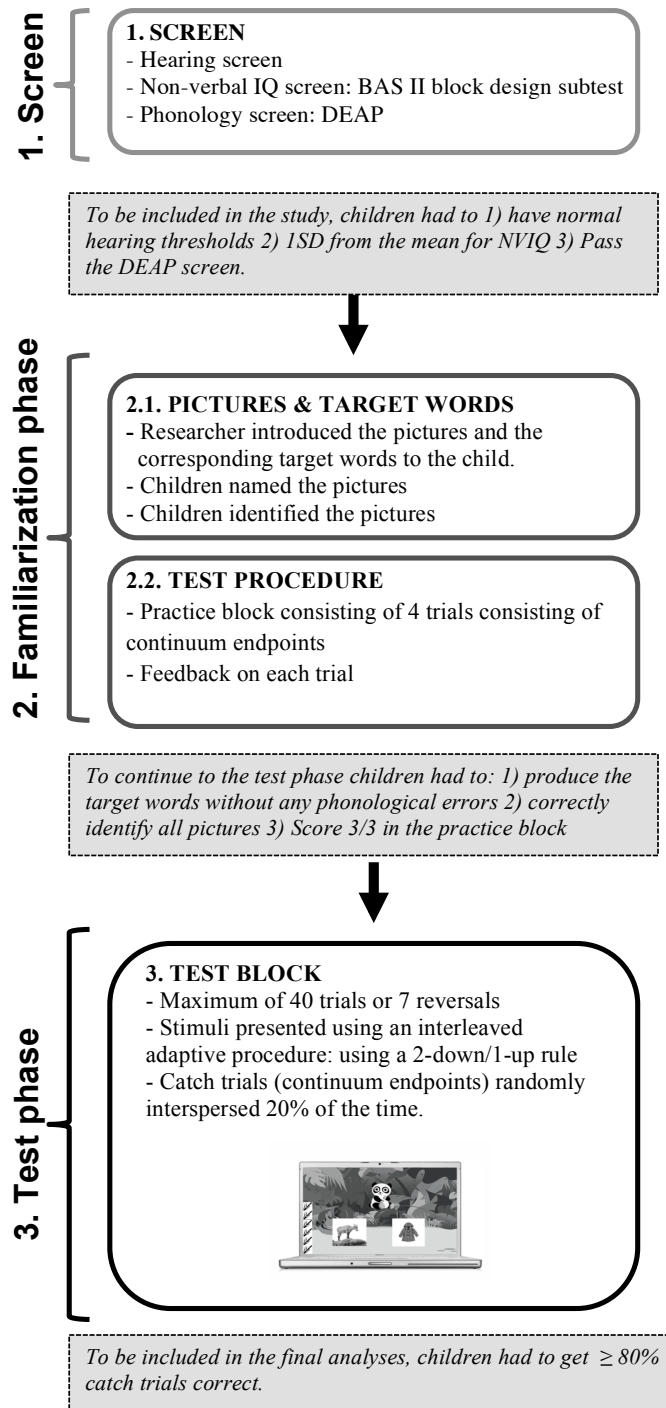 1. Screen
1. SCREEN
- Hearing screen
- Non-verbal IQ screen: BAS II block design subtest
- Phonology screen: DEAP
To be included in the study, children had to 1) have normal
hearing thresholds 2) 1SD from the mean for NVIQ 3) Pass
the DEAP screen.
2. Familiarization phase
2.1. PICTURES & TARGET WORDS
- Researcher introduced the pictures and the
corresponding target words to the child.
- Children named the pictures
- Children identified the pictures
2.2. TEST PROCEDURE
- Practice block consisting of 4 trials consisting of
continuum endpoints
- Feedback on each trial
To continue to the test phase children had to: 1) produce the
target words without any phonological errors 2) correctly
identify all pictures 3) Score 3/3 in the practice block
3. Test phase
3. TEST BLOCK
- Maximum of 40 trials or 7 reversals
- Stimuli presented using an interleaved
adaptive procedure: using a 2-down/1-up rule
- Catch trials (continuum endpoints) randomly
interspersed 20% of the time.
To be included in the final analyses, children had to get ≥ 80%
catch trials correct.